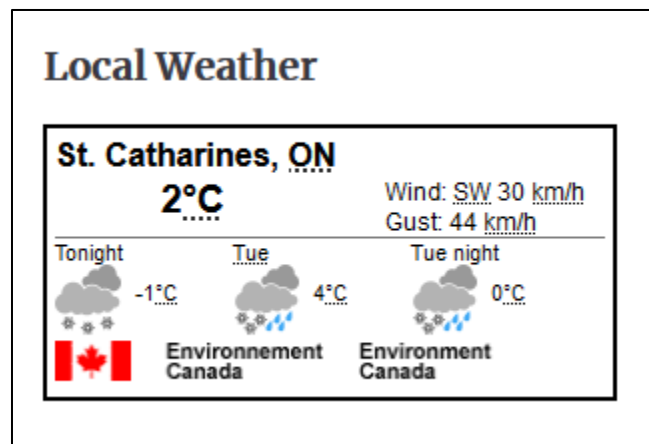 Local Weather
St. Catharines, ON
2°C
Wind: SW 30 km/h
Gust: 44 km/h
Tonight Tue Tue night
-1°C 4°C 0°C
Environnement Environment
Canada Canada